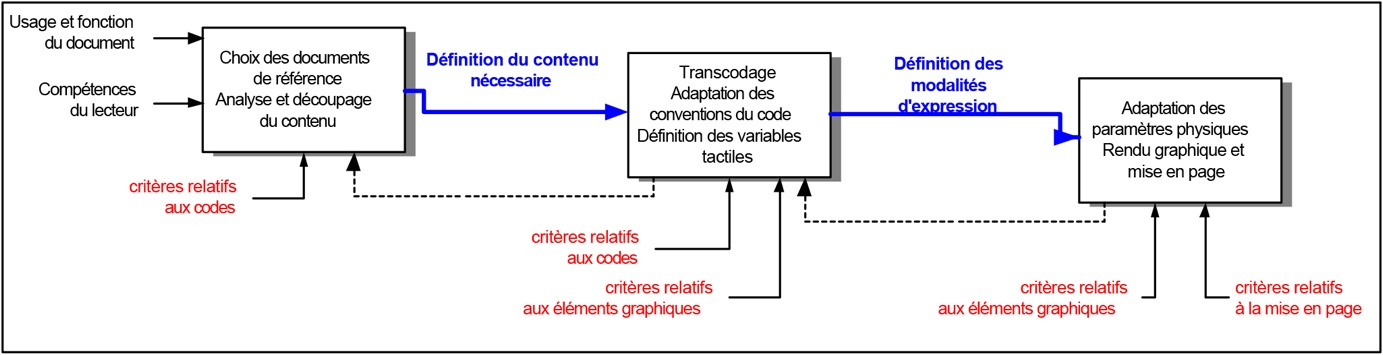 Usage et fonction
du document
Compétences
du lecteur
Choix des documents
de référence
Analyse et découpage
du contenu
critères relatifs
aux codes
Définition du contenu
nécessaire
Transcodage
Adaptation des
conventions du code
Définition des variables
tactiles
critères relatifs
aux codes
critères relatifs
aux éléments graphiques
Définition des
modalités
d'expression
Adaptation des
paramètres physiques
Rendu graphique et
mise en page
critères relatifs
aux éléments graphiques
critères relatifs
à la mise en page